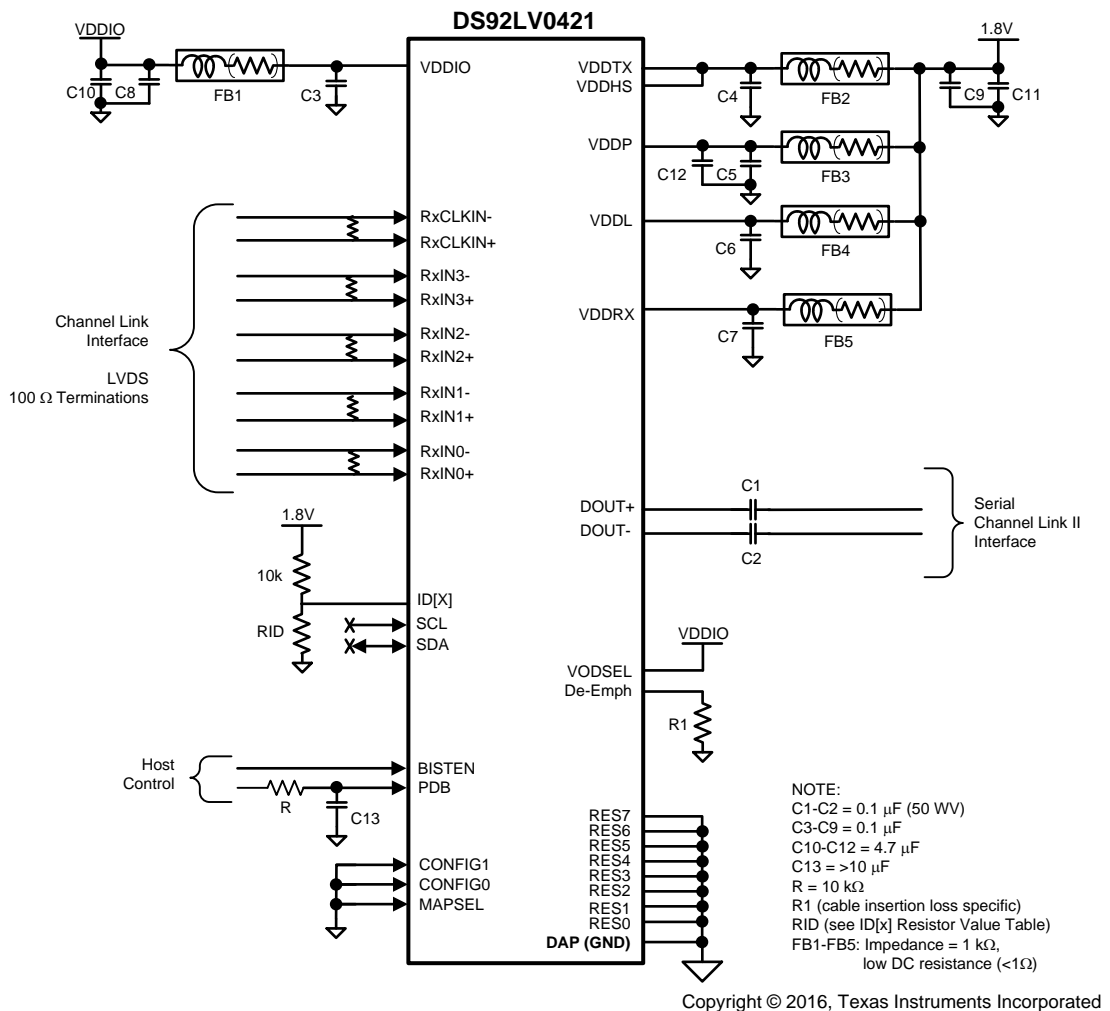 DS92LV0421
VDDIO
C10
C8
FB1
C3
VDDIO
VDDTX
VDDHS
C4
FB2
1.8V
C9
C11
VDDP
C12
C5
FB3
VDDL
C6
FB4
VDDRX
C7
FB5
Channel Link
Interface
LVDS
100 Ω Terminations
RxCLKIN-
RxCLKIN+
RxIN3-
RxIN3+
RxIN2-
RxIN2+
RxIN1-
RxIN1+
RxIN0-
RxIN0+
DOUT+
DOUT-
C1
C2
Serial
Channel Link II
Interface
1.8V
10k
RID
ID[X]
SCL
SDA
VDDIO
VODSEL
De-Emph
R1
Host
Control
R
C13
BISTEN
PDB
CONFIG1
CONFIG0
MAPSEL
RES7
RES6
RES5
RES4
RES3
RES2
RES1
RES0
DAP (GND)
NOTE:
C1-C2 = 0.1 μF (50 WV)
C3-C9 = 0.1 μF
C10-C12 = 4.7 μF
C13 = >10 μF
R = 10 kΩ
R1 (cable insertion loss specific)
RID (see ID[x] Resistor Value Table)
FB1-FB5: Impedance = 1 kΩ,
low DC resistance (<1Ω)
Copyright © 2016, Texas Instruments Incorporated